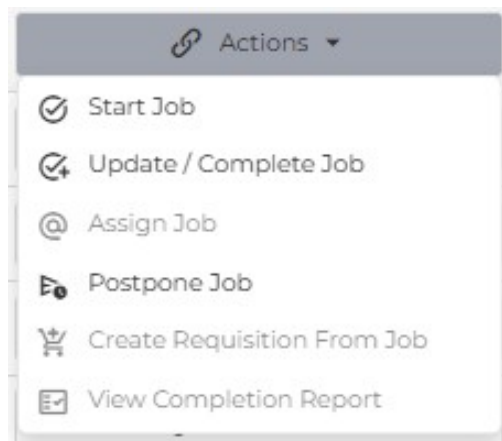 Actions
Start Job
Update / Complete Job
Assign Job
Postpone Job
Create Requisition From Job
View Completion Report